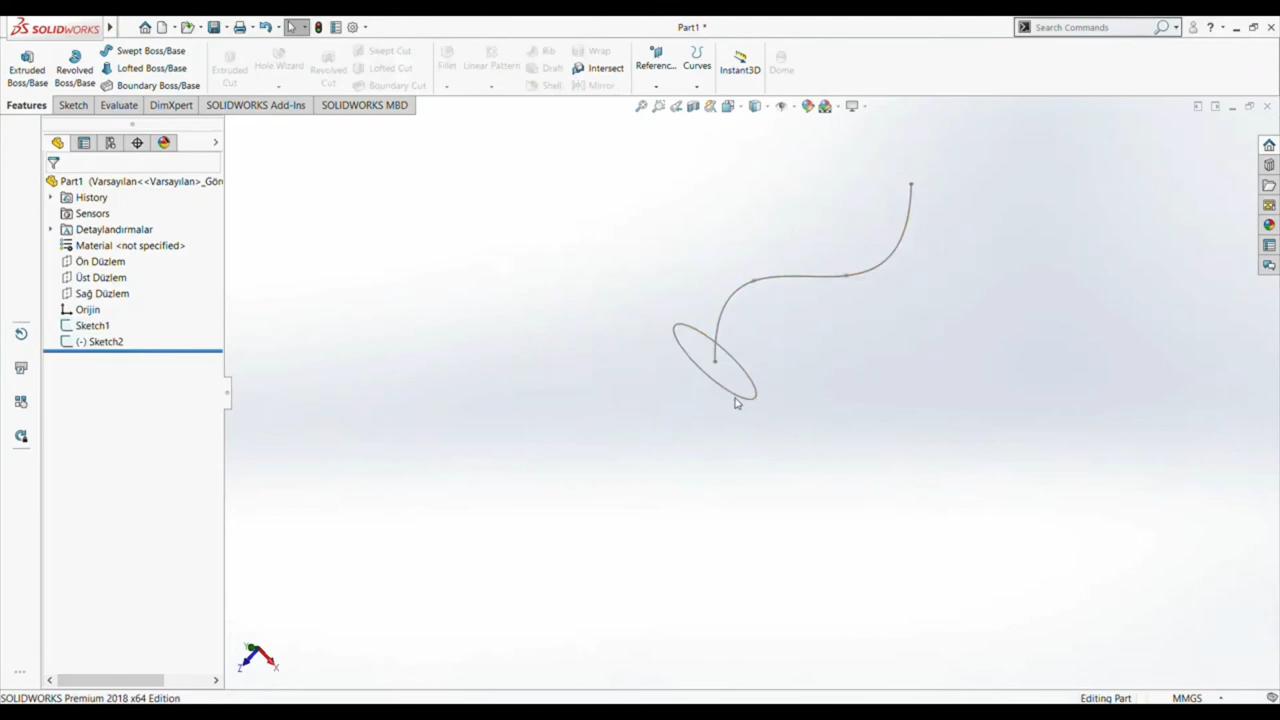 SOLIDWORKS
Part1 *
Search Commands
Extruded Boss/Base
Revolved Boss/Base
Swept Boss/Base
Lofted Boss/Base
Boundary Boss/Base
Extruded Cut
Hole Wizard
Revolved Cut
Swept Cut
Lofted Cut
Boundary Cut
Fillet
Linear Pattern
Rib
Draft
Shell
Wrap
Intersect
Mirror
Referenc...
Curves
Instant3D
Dome
Features
Sketch
Evaluate
DimXpert
SOLIDWORKS Add-Ins
SOLIDWORKS MBD
Part1 (Varsayılan<<Varsayılan>_Görü
History
Sensors
Detaylandırmalar
Material <not specified>
Ön Düzlem
Üst Düzlem
Sağ Düzlem
Orijin
Sketch1
(-) Sketch2
Y
Z
X
SOLIDWORKS Premium 2018 x64 Edition
Editing Part
MMGS